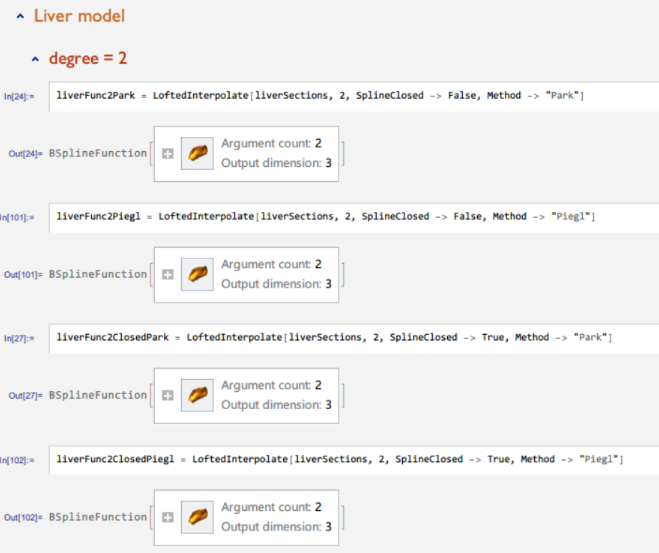 Liver model
degree = 2
In[24]:= liverFunc2Park = LoftedInterpolate[liverSections, 2, SplineClosed -> False, Method -> "Park"]
Out[24]= BSplineFunction[ Argument count: 2
Output dimension: 3 ]
In[101]:= liverFunc2Piegl = LoftedInterpolate[liverSections, 2, SplineClosed -> False, Method -> "Piegl"]
Out[101]= BSplineFunction[ Argument count: 2
Output dimension: 3 ]
In[27]:= liverFunc2ClosedPark = LoftedInterpolate[liverSections, 2, SplineClosed -> True, Method -> "Park"]
Out[27]= BSplineFunction[ Argument count: 2
Output dimension: 3 ]
In[102]:= liverFunc2ClosedPiegl = LoftedInterpolate[liverSections, 2, SplineClosed -> True, Method -> "Piegl"]
Out[102]= BSplineFunction[ Argument count: 2
Output dimension: 3 ]